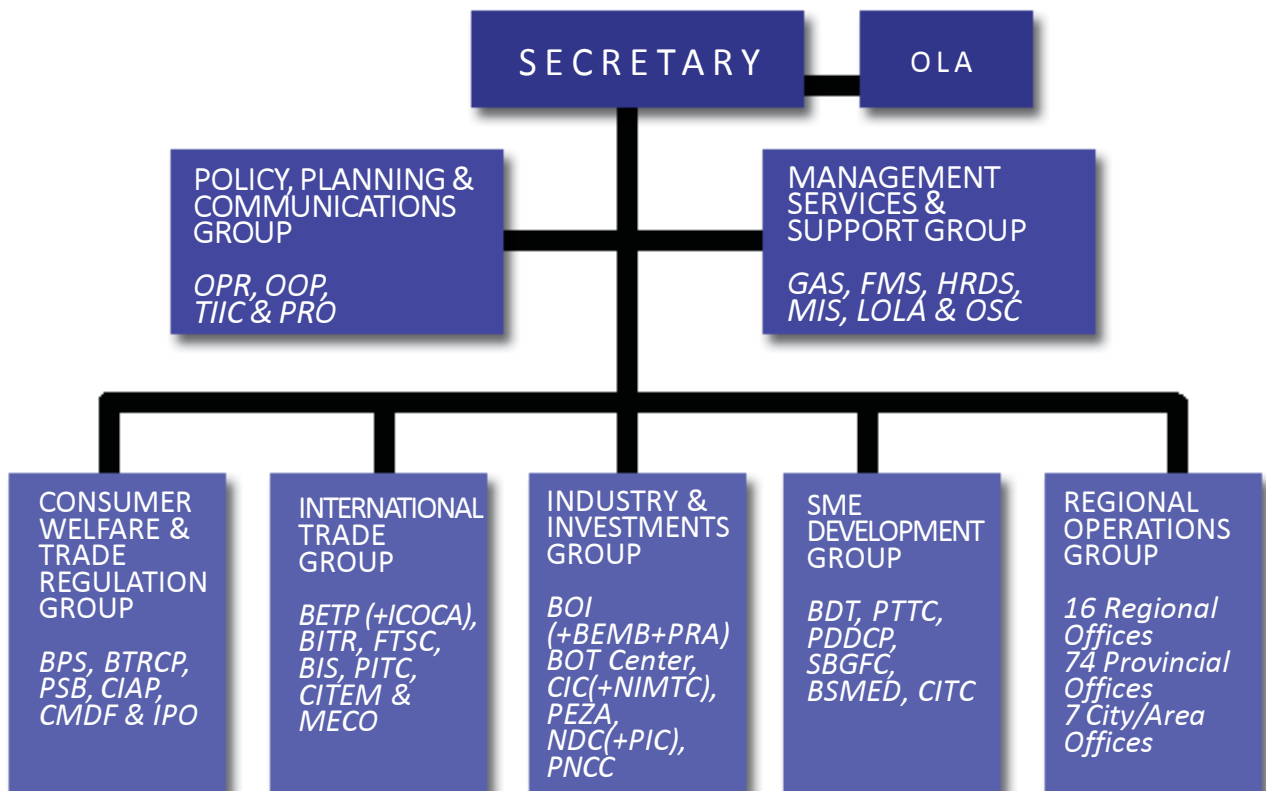 SECRETARY
OLA
POLICY, PLANNING &
COMMUNICATIONS
GROUP
OPR, OOP,
TIIC & PRO
MANAGEMENT
SERVICES &
SUPPORT GROUP
GAS, FMS, HRDS,
MIS, LOLA & OSC
CONSUMER
WELFARE &
TRADE
REGULATION
GROUP
BPS, BTRCP,
PSB, CIAP,
CMDF & IPO
INTERNATIONAL
TRADE
GROUP
BETP (+ICOCA),
BITR, FTSC,
BIS, PITC,
CITEM &
MECO
INDUSTRY &
INVESTMENTS
GROUP
BOI
(+BEMB+PRA)
BOT Center,
CIC(+NIMTC),
PEZA,
NDC(+PIC),
PNCC
SME
DEVELOPMENT
GROUP
BDT, PTTC,
PDDCP,
SBGFC,
BSMED, CITC
REGIONAL
OPERATIONS
GROUP
16 Regional
Offices
74 Provincial
Offices
7 City/Area
Offices